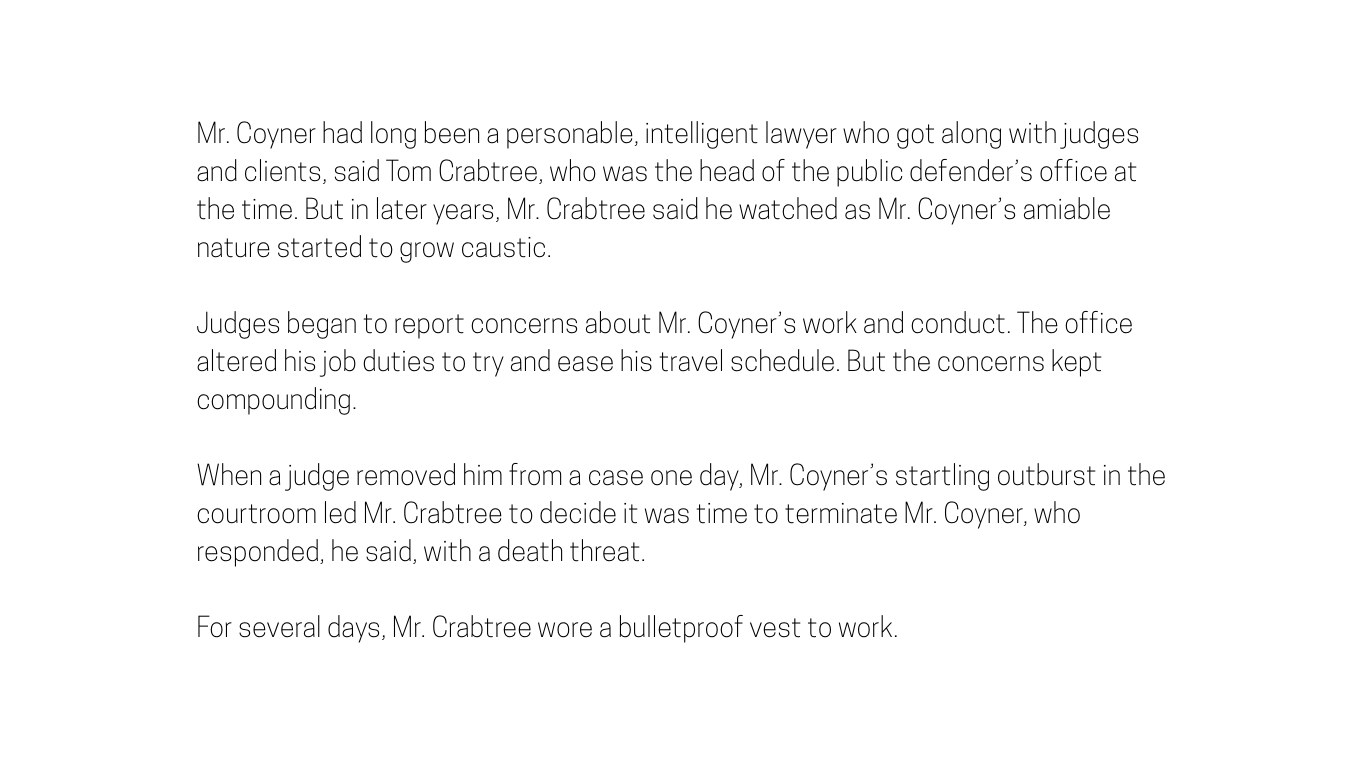 Mr. Coyner had long been a personable, intelligent lawyer who got along with judges
and clients, said Tom Crabtree, who was the head of the public defender’s office at
the time. But in later years, Mr. Crabtree said he watched as Mr. Coyner’s amiable
nature started to grow caustic.
Judges began to report concerns about Mr. Coyner’s work and conduct. The office
altered his job duties to try and ease his travel schedule. But the concerns kept
compounding.
When a judge removed him from a case one day, Mr. Coyner’s startling outburst in the
courtroom led Mr. Crabtree to decide it was time to terminate Mr. Coyner, who
responded, he said, with a death threat.
For several days, Mr. Crabtree wore a bulletproof vest to work.